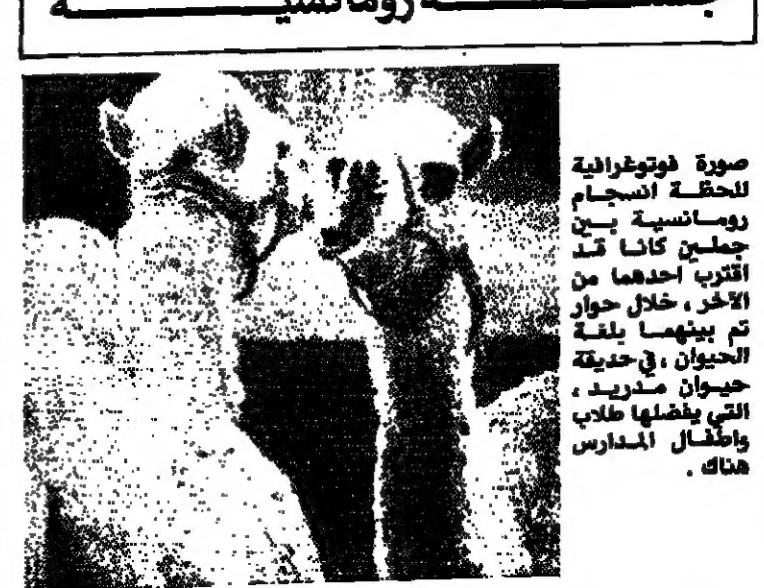 رومانسية
صورة فوتوغرافية
للحظة انسجام
رومانسية بين
جملين كانا قد
اقترب احدهما من
الآخر ، خلال حوار
تم بينهما بلغة
الحيوان ، في حديقة
حيوان مدريد ،
التي يفضلها طلاب
واطفال المدارس
هناك .